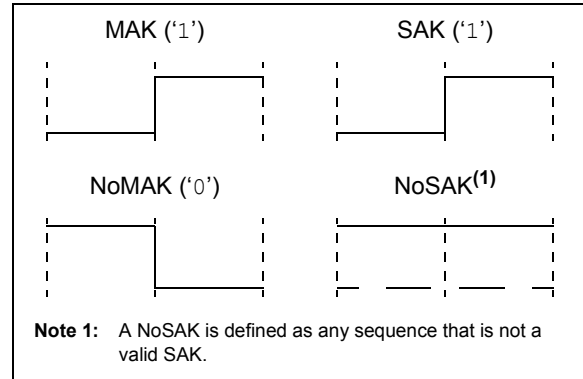 MAK (‘1’) SAK (‘1’)
NoMAK (‘0’) NoSAK(1)
Note 1: A NoSAK is defined as any sequence that is not a
valid SAK.